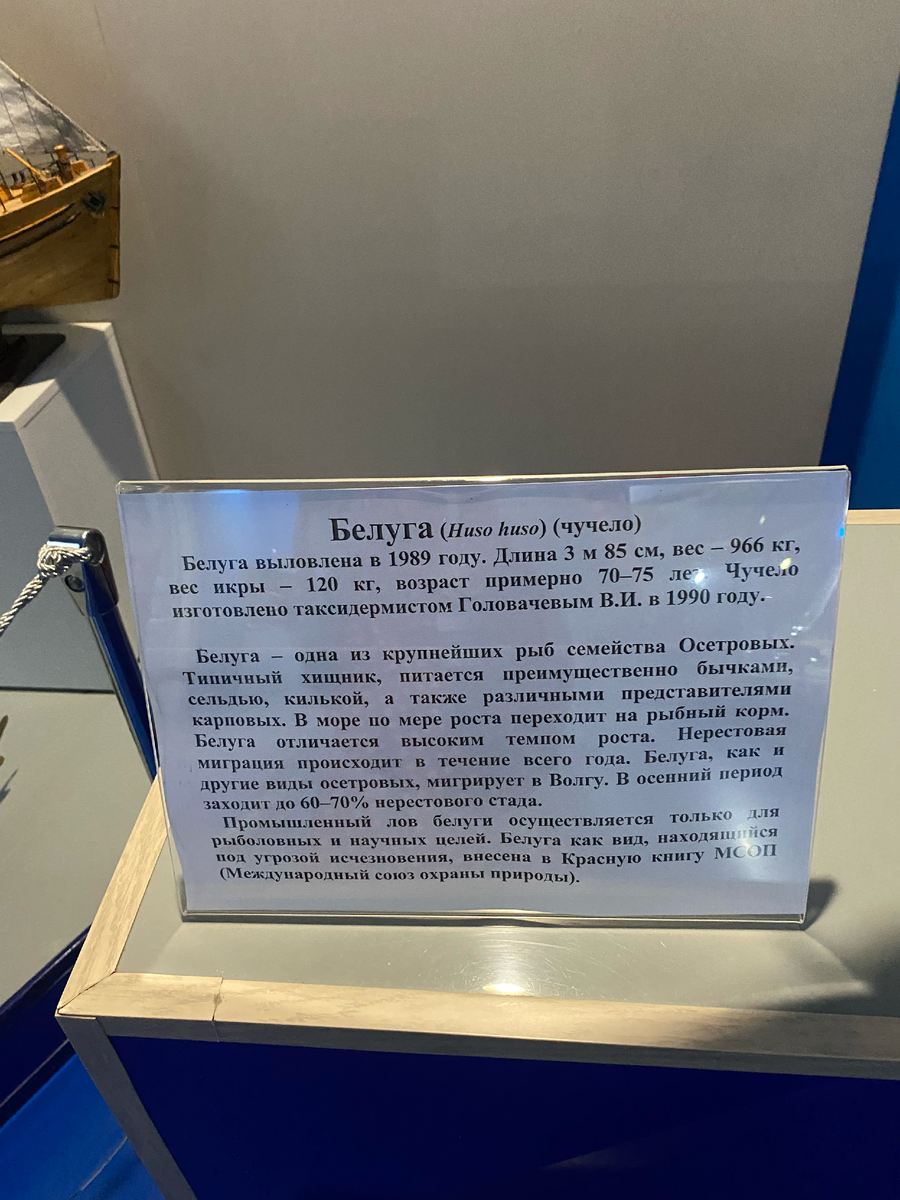 Белуга (Huso huso) (чучело)
Белуга выловлена в 1989 году. Длина 3 м 85 см, вес – 966 кг,
вес икры – 120 кг, возраст примерно 70–75 лет. Чучело
изготовлено таксидермистом Головачевым В.И. в 1990 году.
Белуга – одна из крупнейших рыб семейства Осетровых.
Типичный хищник, питается преимущественно бычками,
сельдью, килькой, а также различными представителями
карповых. В море по мере роста переходит на рыбный корм.
Белуга отличается высоким темпом роста. Нерестовая
миграция происходит в течение всего года. Белуга, как и
другие виды осетровых, мигрирует в Волгу. В осенний период
заходит до 60–70% нерестового стада.
Промышленный лов белуги осуществляется только для
рыболовных и научных целей. Белуга как вид, находящийся
под угрозой исчезновения, внесена в Красную книгу МСОП
(Международный союз охраны природы).